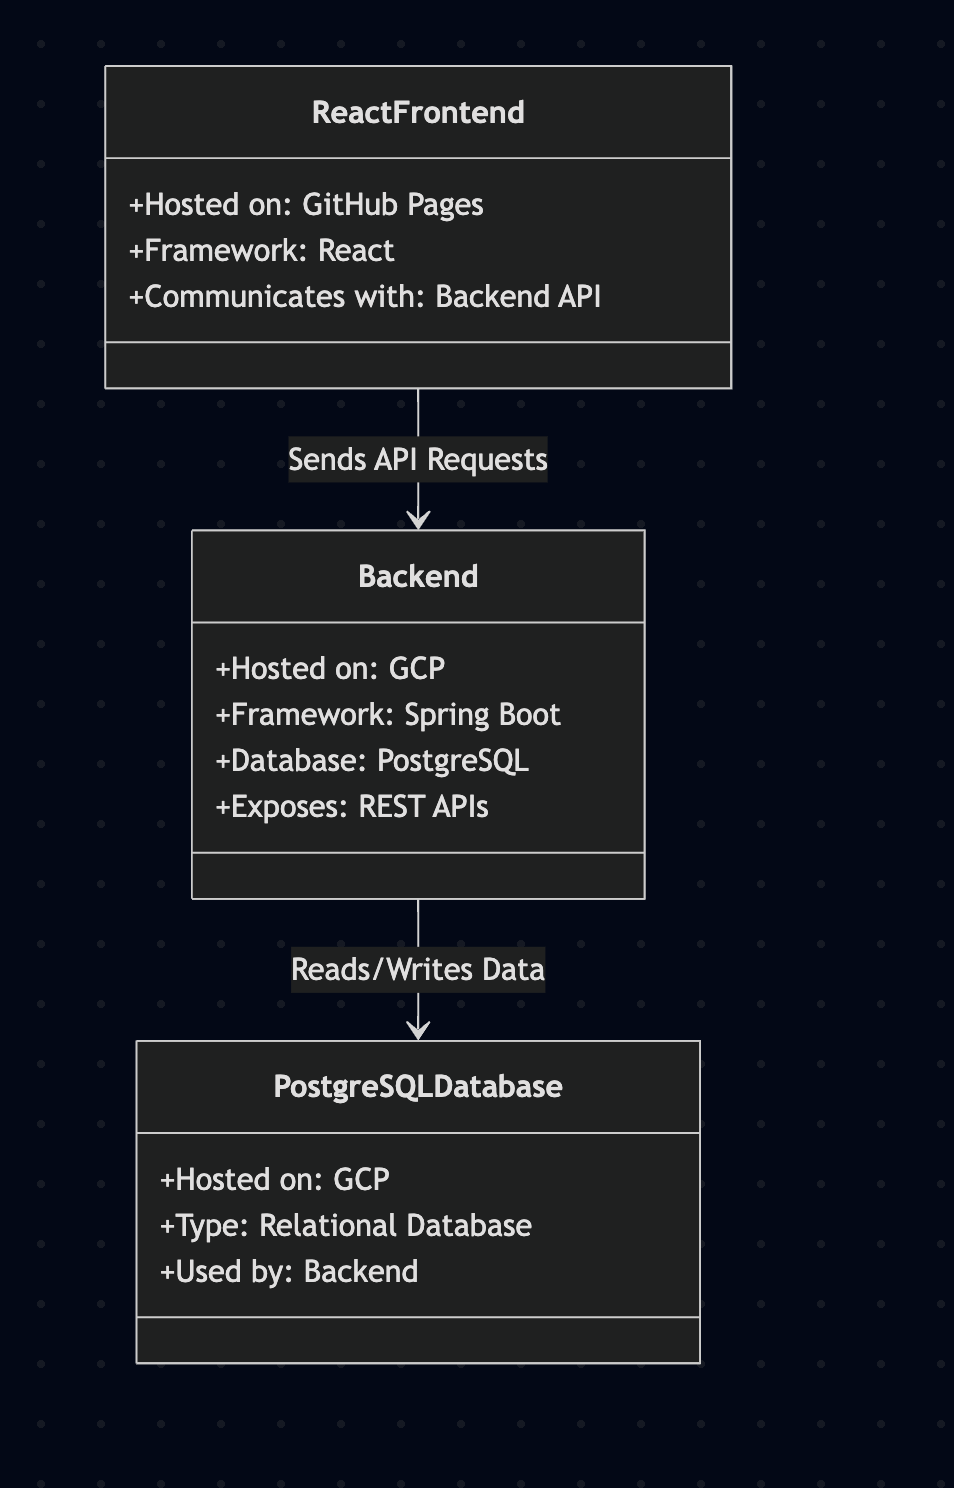 ReactFrontend
+Hosted on: GitHub Pages
+Framework: React
+Communicates with: Backend API
Sends API Requests
Backend
+Hosted on: GCP
+Framework: Spring Boot
+Database: PostgreSQL
+Exposes: REST APIs
Reads/Writes Data
PostgreSQLDatabase
+Hosted on: GCP
+Type: Relational Database
+Used by: Backend